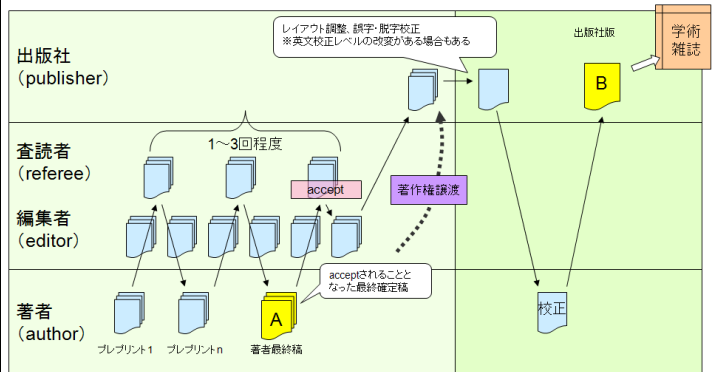 レイアウト調整、誤字・脱字校正
※英文校正レベルの改変がある場合もある
出版社版
学術
雑誌
出版社
（publisher）
B
1～3回程度
査読者
（referee）
accept
著作権譲渡
編集者
（editor）
acceptされることと
なった最終確定稿
著者
（author）
A
校正
プレプリント1
プレプリントn
著者最終稿